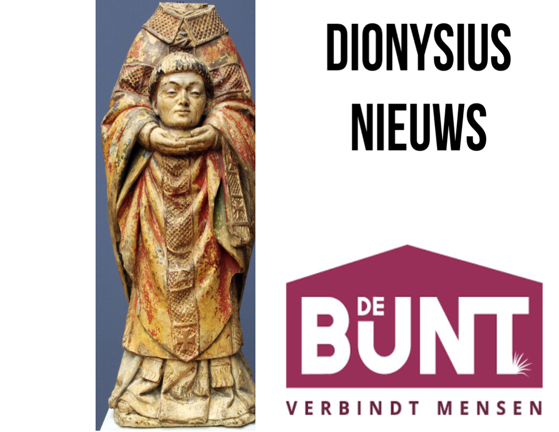 DIONYSIUS
NIEUWS
DE
BUNT
VERBINDT MENSEN